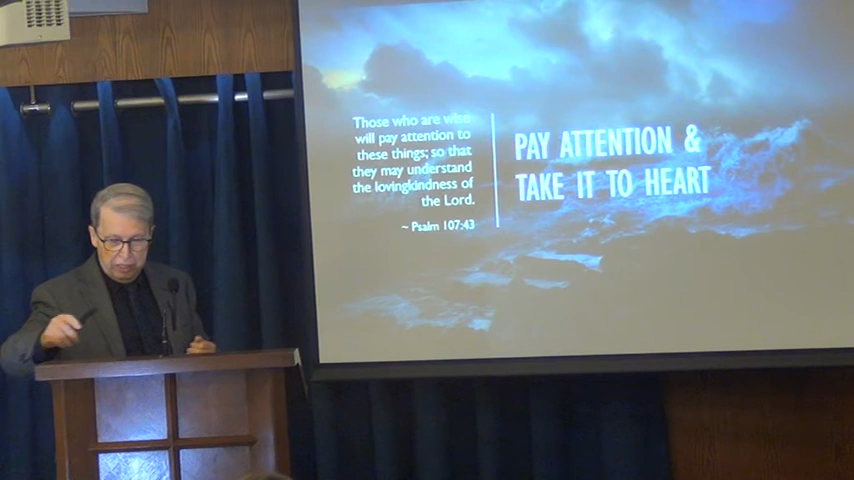 Those who are wise
will pay attention to
these things; so that
they may understand
the lovingkindness of
the Lord.
~ Psalm 107:43
PAY ATTENTION &
TAKE IT TO HEART